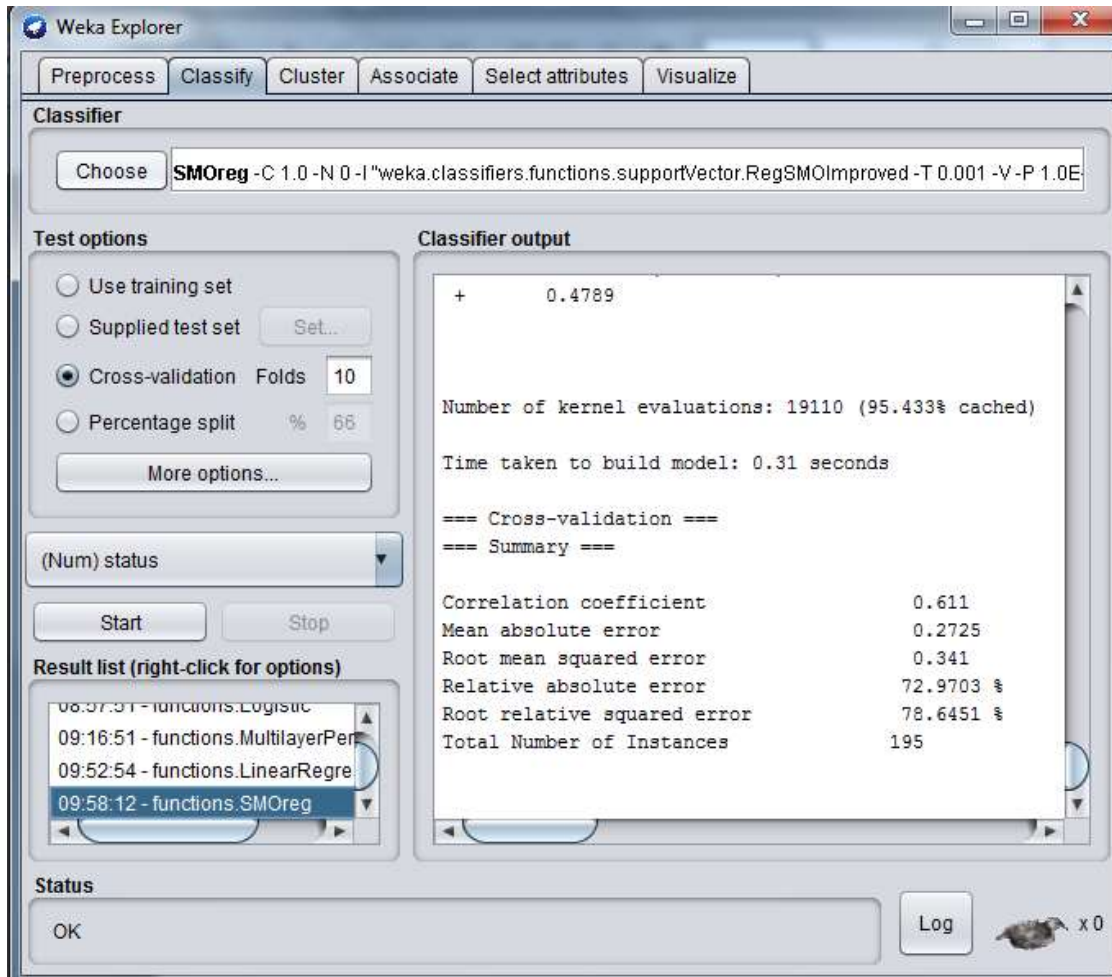 Weka Explorer
Preprocess Classify Cluster Associate Select attributes Visualize
Classifier
Choose SMOreg -C 1.0 -N 0 -I "weka.classifiers.functions.supportVector.RegSMOImproved -T 0.001 -V -P 1.0E-
Test options
Use training set
Supplied test set Set...
Cross-validation Folds 10
Percentage split % 66
More options...
(Num) status
Start Stop
Result list (right-click for options)
08:57:51 - functions.Logistic
09:16:51 - functions.MultilayerPer
09:52:54 - functions.LinearRegre
09:58:12 - functions.SMOreg
Classifier output
+ 0.4789
Number of kernel evaluations: 19110 (95.433% cached)
Time taken to build model: 0.31 seconds
=== Cross-validation ===
=== Summary ===
Correlation coefficient 0.611
Mean absolute error 0.2725
Root mean squared error 0.341
Relative absolute error 72.9703 %
Root relative squared error 78.6451 %
Total Number of Instances 195
Status
OK
Log x 0